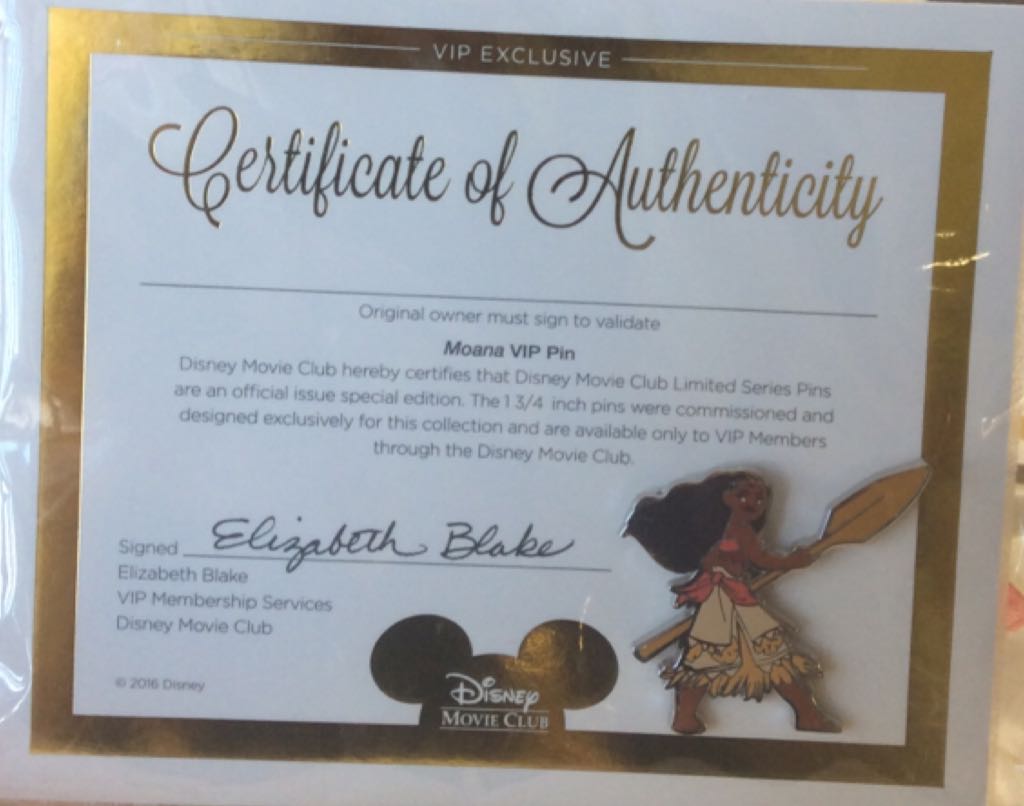 VIP EXCLUSIVE
Certificate of Authenticity
Original owner must sign to validate
Moana VIP Pin
Disney Movie Club hereby certifies that Disney Movie Club Limited Series Pins
are an official issue special edition. The 1 3/4 inch pins were commissioned and
designed exclusively for this collection and are available only to VIP Members
through the Disney Movie Club.
Signed Elizabeth Blake
Elizabeth Blake
VIP Membership Services
Disney Movie Club
© 2016 Disney
Disney
MOVIE CLUB